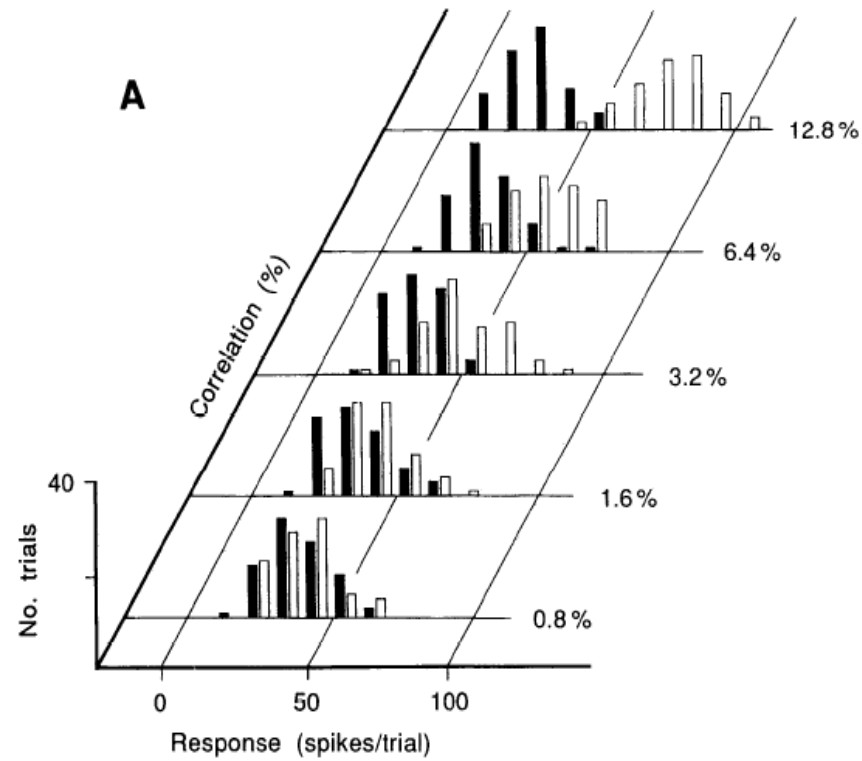 A
12.8 %
6.4 %
Correlation (%)
3.2 %
40
1.6 %
No. trials
0.8 %
0 50 100
Response (spikes/trial)